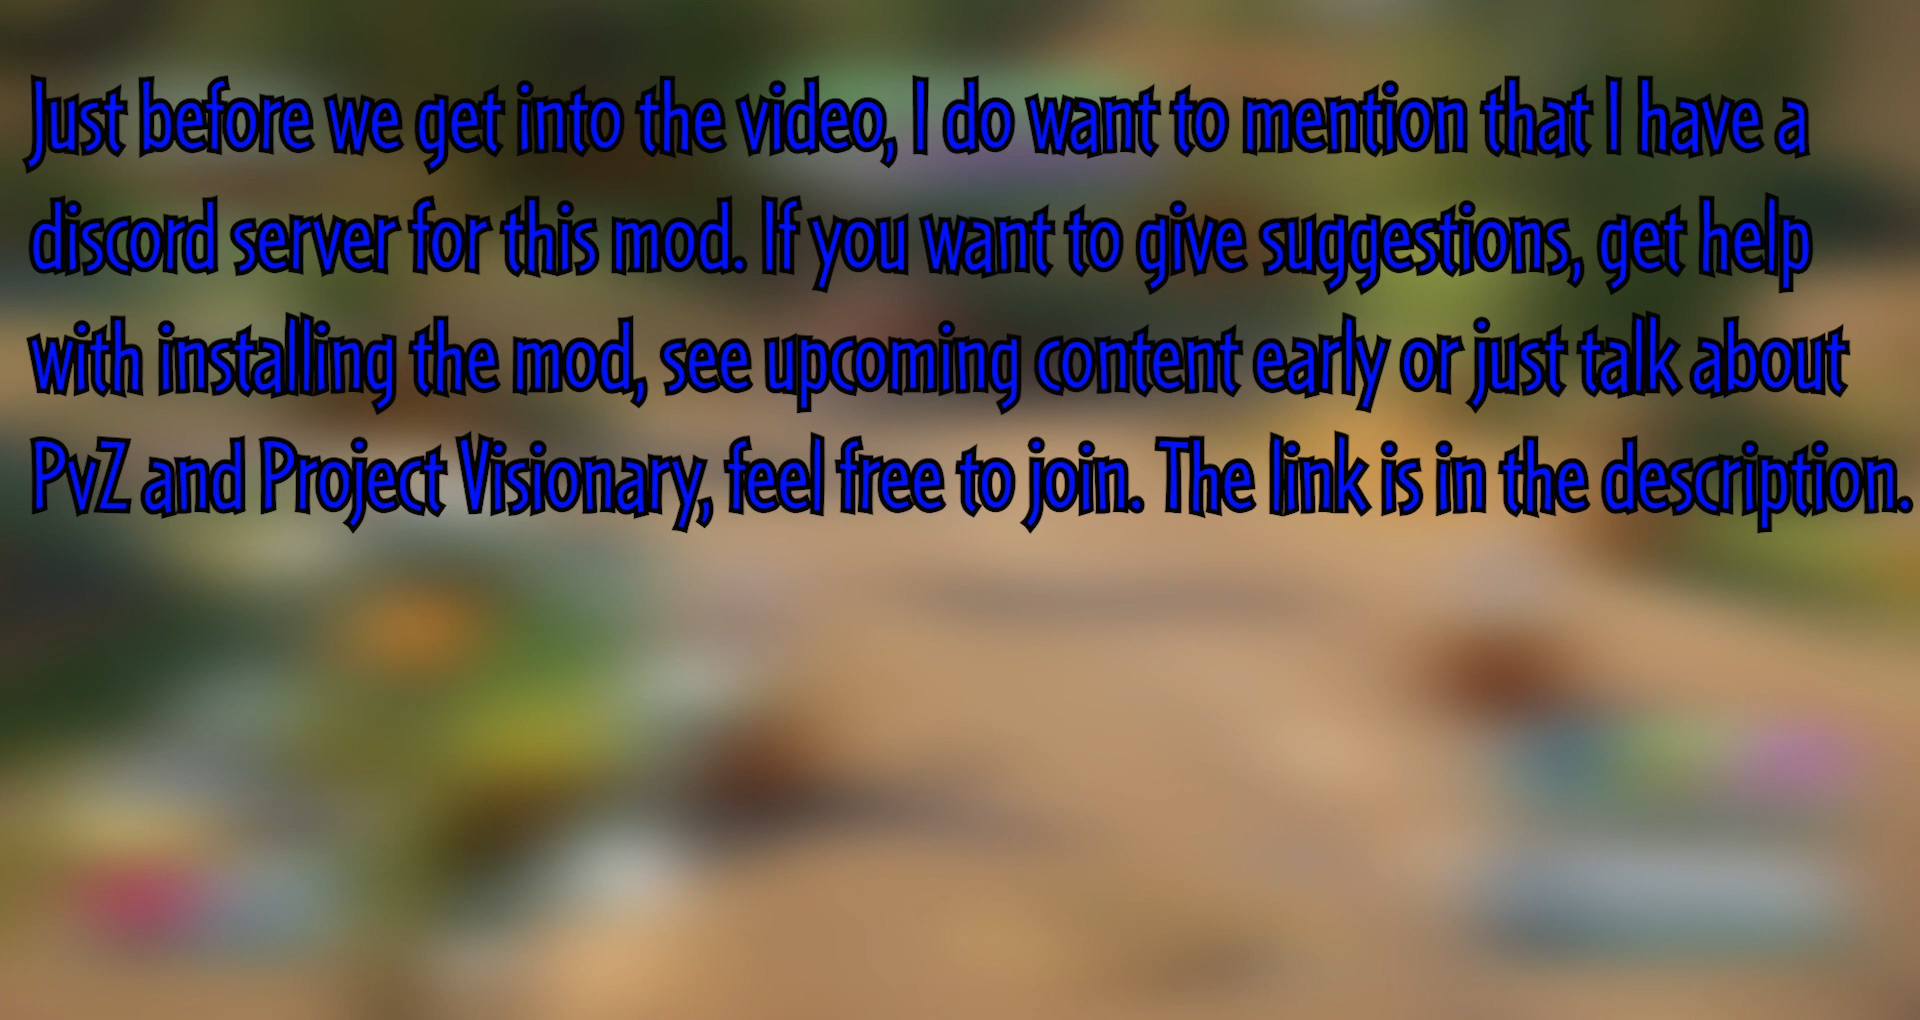 Just before we get into the video, I do want to mention that I have a
discord server for this mod. If you want to give suggestions, get help
with installing the mod, see upcoming content early or just talk about
PvZ and Project Visionary, feel free to join. The link is in the description.